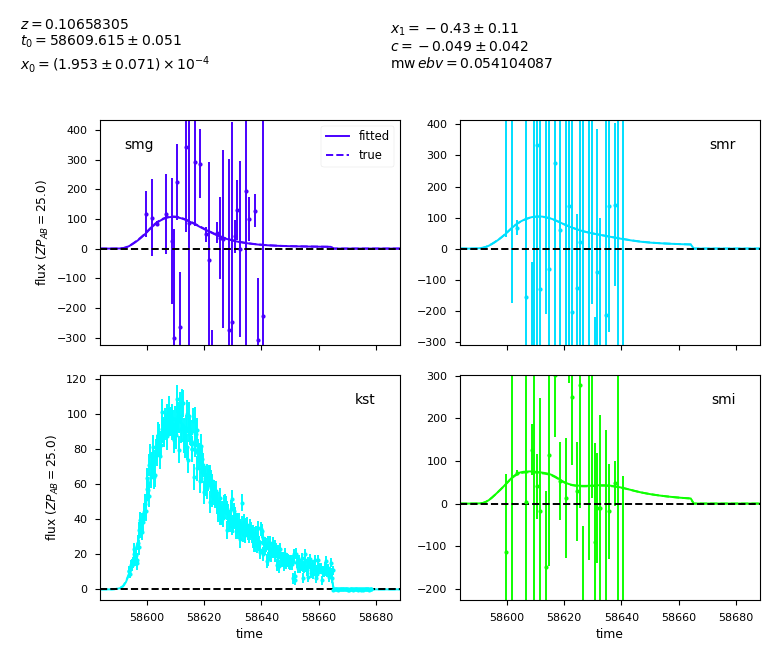 z = 0.10658305
t₀ = 58609.615 ± 0.051
x₀ = (1.953 ± 0.071) × 10⁻⁴
x₁ = −0.43 ± 0.11
c = −0.049 ± 0.042
mw ebv = 0.054104087
smg
fitted
true
400
300
200
100
0
−100
−200
−300
flux (ZP_AB = 25.0)
smr
400
300
200
100
0
−100
−200
−300
kst
120
100
80
60
40
20
0
flux (ZP_AB = 25.0)
58600 58620 58640 58660 58680
time
smi
300
200
100
0
−100
−200
58600 58620 58640 58660 58680
time